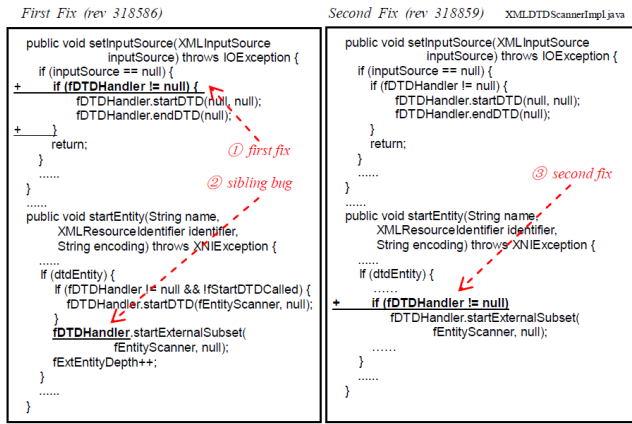 First Fix (rev 318586)
public void setInputSource(XMLInputSource
inputSource) throws IOException {
if (inputSource == null) {
+ if (fDTDHandler != null) {
fDTDHandler.startDTD(null, null);
fDTDHandler.endDTD(null);
+ }
return;
}
......
}
......
public void startEntity(String name,
XMLResourceIdentifier identifier,
String encoding) throws XNIException {
......
If (dtdEntity) {
If (fDTDHandler != null && !fStartDTDCalled) {
fDTDHandler.startDTD(fEntityScanner, null);
}
fDTDHandler.startExternalSubset(
fEntityScanner, null);
fExtEntityDepth++;
}
......
}
① first fix
② sibling bug
Second Fix (rev 318859) XMLDTDScannerImpl.java
public void setInputSource(XMLInputSource
inputSource) throws IOException {
if (inputSource == null) {
if (fDTDHandler != null) {
fDTDHandler.startDTD(null, null);
fDTDHandler.endDTD(null);
}
return;
}
......
}
......
public void startEntity(String name,
XMLResourceIdentifier identifier,
String encoding) throws XNIException {
......
If (dtdEntity) {
......
+ if (fDTDHandler != null)
fDTDHandler.startExternalSubset(
fEntityScanner, null);
......
}
......
}
③ second fix